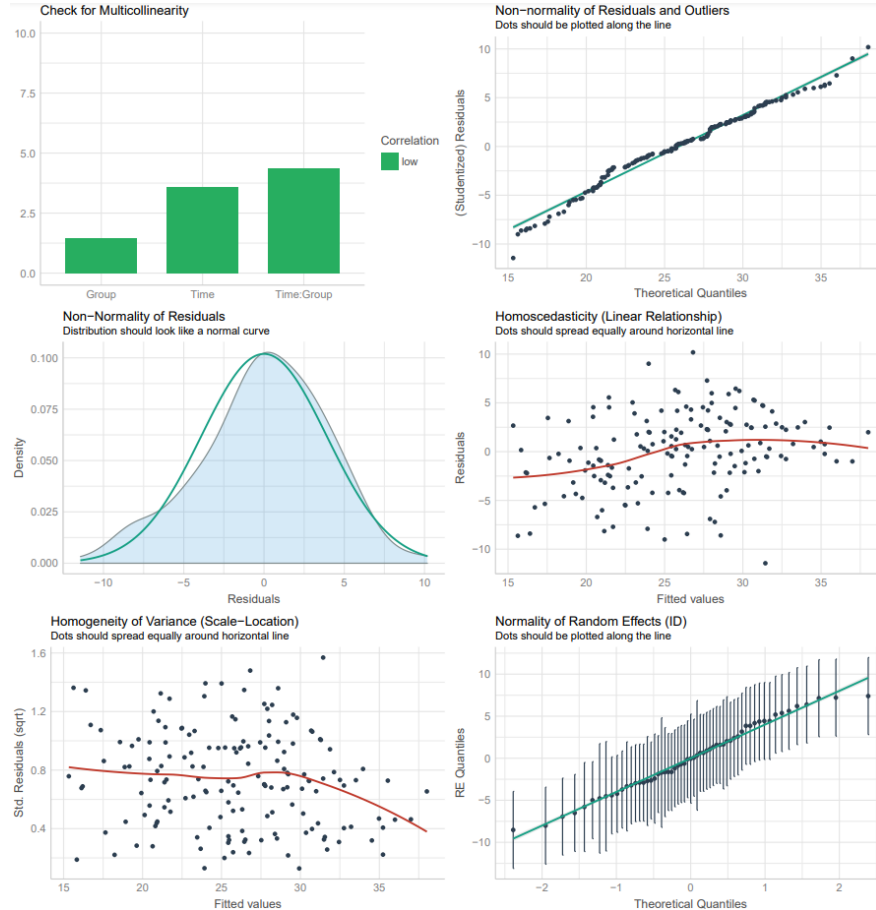 Check for Multicollinearity
10.0
7.5
5.0
2.5
0.0
Group
Time
Time:Group
Correlation
low
Non−normality of Residuals and Outliers
Dots should be plotted along the line
(Studentized) Residuals
10
5
0
−5
−10
15
20
25
30
35
Theoretical Quantiles
Non−Normality of Residuals
Distribution should look like a normal curve
Density
0.100
0.075
0.050
0.025
0.000
−10
−5
0
5
10
Residuals
Homoscedasticity (Linear Relationship)
Dots should spread equally around horizontal line
Residuals
10
5
0
−5
−10
15
20
25
30
35
Fitted values
Homogeneity of Variance (Scale−Location)
Dots should spread equally around horizontal line
Std. Residuals (sqrt)
1.6
1.2
0.8
0.4
15
20
25
30
35
Fitted values
Normality of Random Effects (ID)
Dots should be plotted along the line
RE Quantiles
10
5
0
−5
−10
−2
−1
0
1
2
Theoretical Quantiles